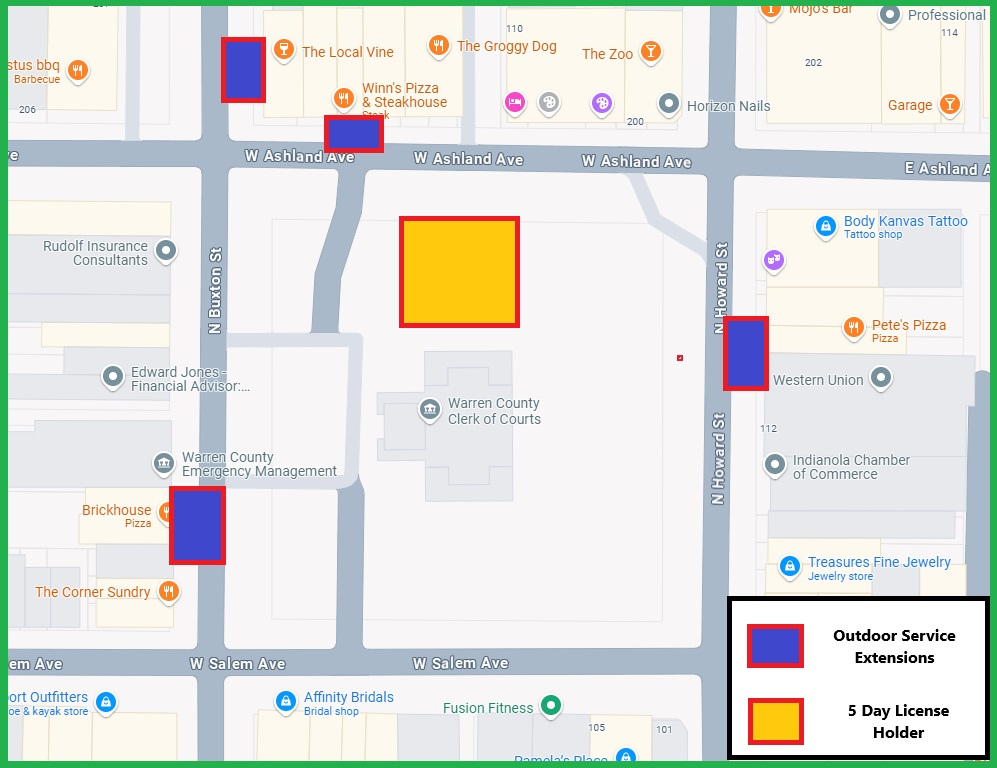 110
114
206
202
200
The Local Vine
The Groggy Dog
The Zoo
Mojo's Bar
Professional
stus bbq
Barbecue
Winn's Pizza
& Steakhouse
Steak
Horizon Nails
Garage
ve
W Ashland Ave
W Ashland Ave
W Ashland Ave
E Ashland A
Rudolf Insurance
Consultants
N Buxton St
N Howard St
Body Kanvas Tattoo
Tattoo shop
Pete's Pizza
Pizza
Edward Jones -
Financial Advisor:...
Western Union
Warren County
Clerk of Courts
112
N Howard St
Warren County
Emergency Management
Indianola Chamber
of Commerce
Brickhouse
Pizza
The Corner Sundry
Treasures Fine Jewelry
Jewelry store
Outdoor Service
Extensions
5 Day License
Holder
em Ave
W Salem Ave
W Salem Ave
ort Outfitters
oe & kayak store
Affinity Bridals
Bridal shop
Fusion Fitness
105
101
Pamela's Place